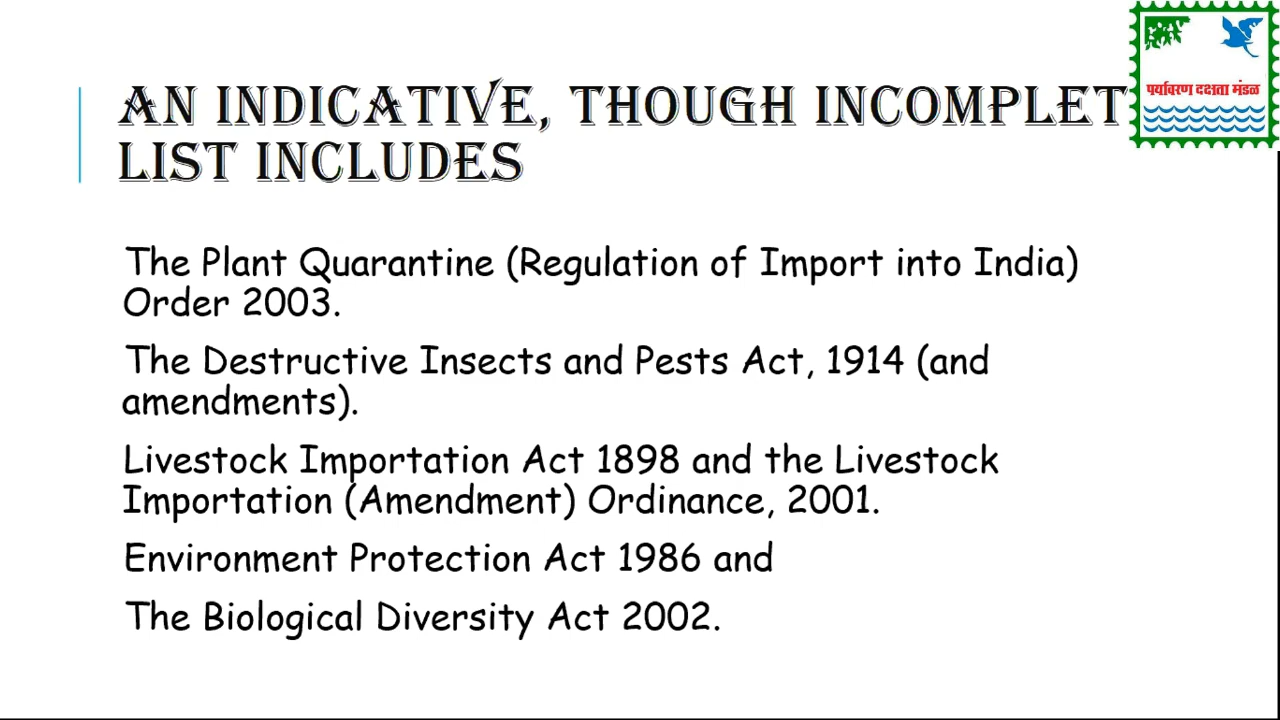 पर्यावरण दक्षता मंडळ
AN INDICATIVE, THOUGH INCOMPLET
LIST INCLUDES
The Plant Quarantine (Regulation of Import into India)
Order 2003.
The Destructive Insects and Pests Act, 1914 (and
amendments).
Livestock Importation Act 1898 and the Livestock
Importation (Amendment) Ordinance, 2001.
Environment Protection Act 1986 and
The Biological Diversity Act 2002.